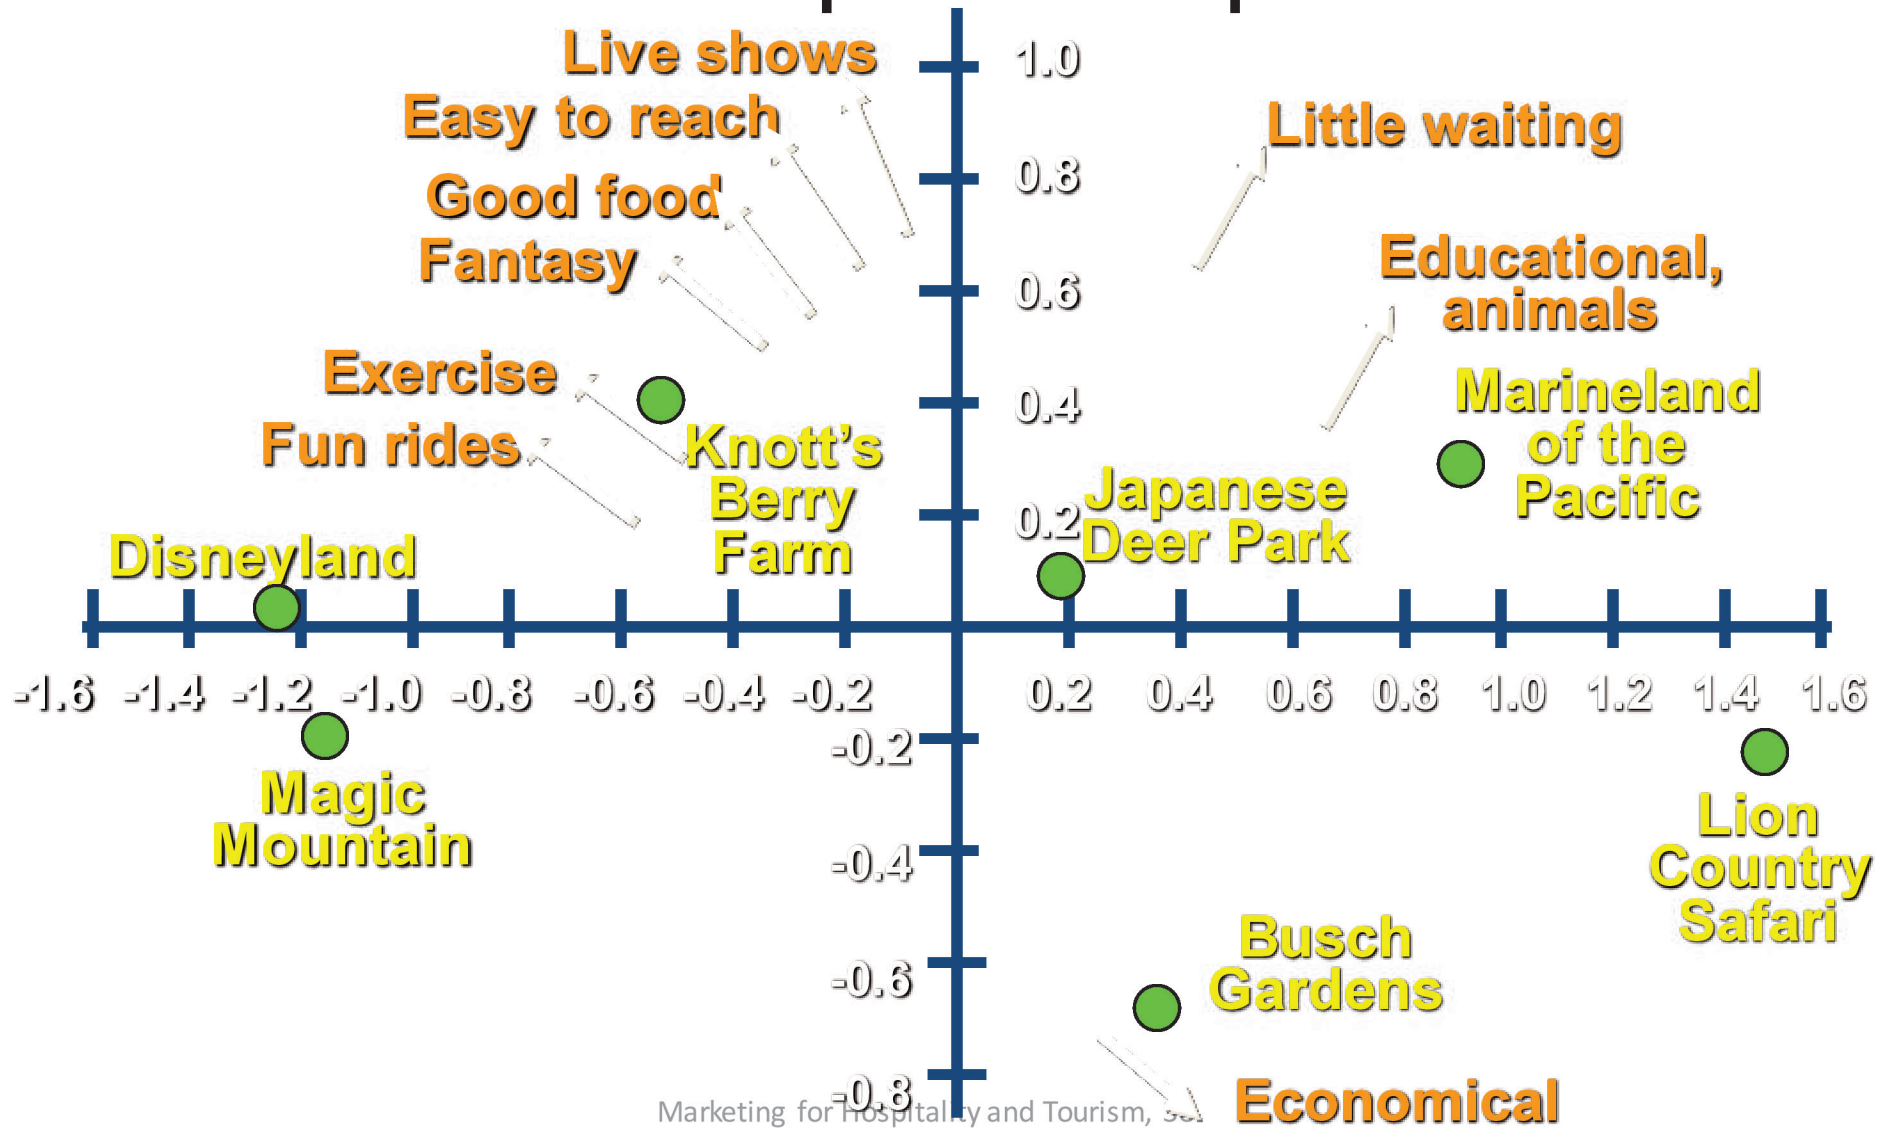 Live shows
1.0
Easy to reach
Little waiting
0.8
Good food
Fantasy
Educational,
animals
0.6
Exercise
0.4
Marineland
of the
Pacific
Fun rides
Knott's
Berry
Farm
Japanese
Deer Park
0.2
Disneyland
-1.6 -1.4 -1.2 -1.0 -0.8 -0.6 -0.4 -0.2 0.2 0.4 0.6 0.8 1.0 1.2 1.4 1.6
-0.2
Magic
Mountain
Lion
Country
Safari
-0.4
Busch
Gardens
-0.6
-0.8
Economical
Marketing for Hospitality and Tourism,